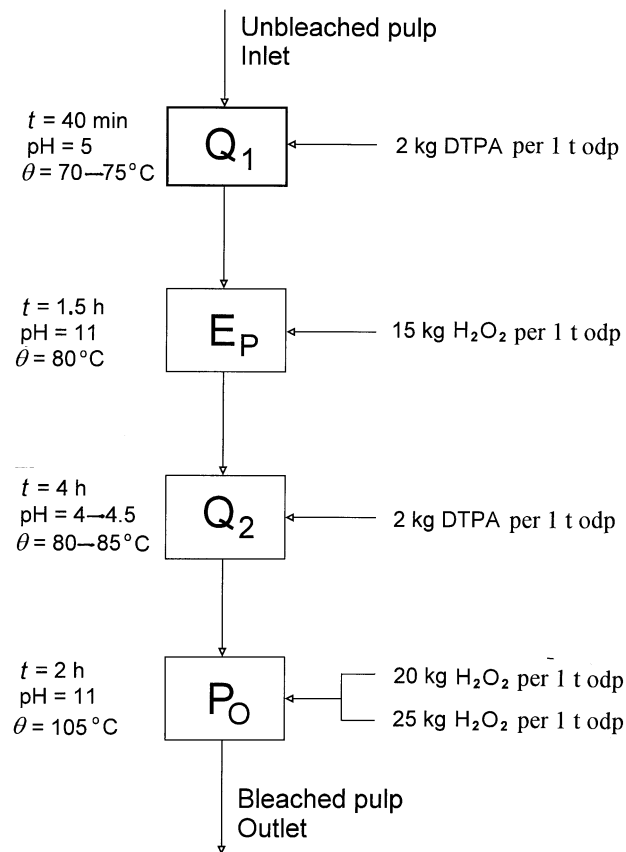 Unbleached pulp
Inlet
t = 40 min
pH = 5
θ = 70–75°C
Q₁
2 kg DTPA per 1 t odp
t = 1.5 h
pH = 11
θ = 80°C
E_P
15 kg H₂O₂ per 1 t odp
t = 4 h
pH = 4–4.5
θ = 80–85°C
Q₂
2 kg DTPA per 1 t odp
t = 2 h
pH = 11
θ = 105°C
P_O
20 kg H₂O₂ per 1 t odp
25 kg H₂O₂ per 1 t odp
Bleached pulp
Outlet